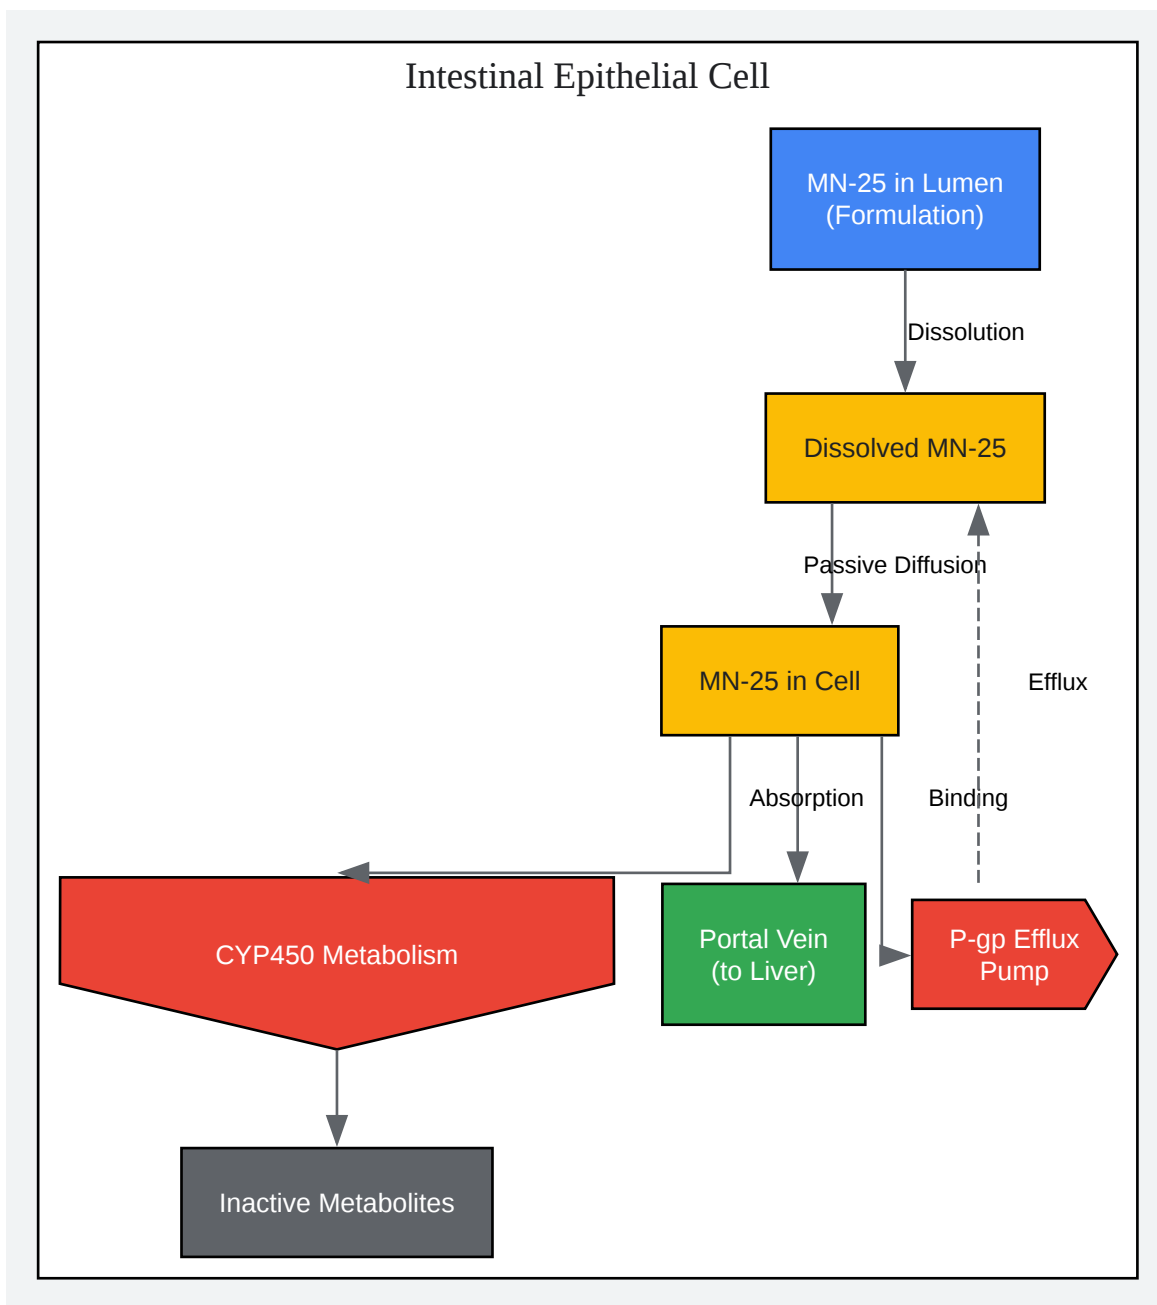 Intestinal Epithelial Cell
MN-25 in Lumen
(Formulation)
Dissolution
Dissolved MN-25
Passive Diffusion
MN-25 in Cell
Efflux
Absorption
Binding
CYP450 Metabolism
Portal Vein
(to Liver)
P-gp Efflux
Pump
Inactive Metabolites